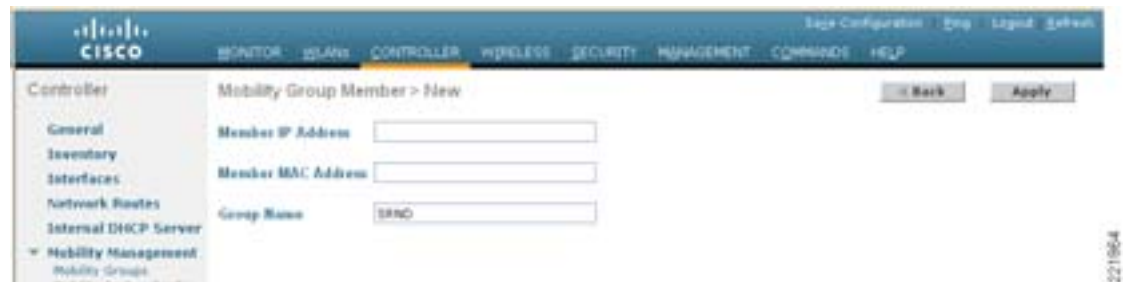 Save Configuration Ping Logout Refresh
CISCO
MONITOR WLANs CONTROLLER WIRELESS SECURITY MANAGEMENT COMMANDS HELP
Controller
Mobility Group Member > New
< Back
Apply
General
Inventory
Interfaces
Network Routes
Internal DHCP Server
Mobility Management
Mobility Groups
Member IP Address
Member MAC Address
Group Name
SRND
221964